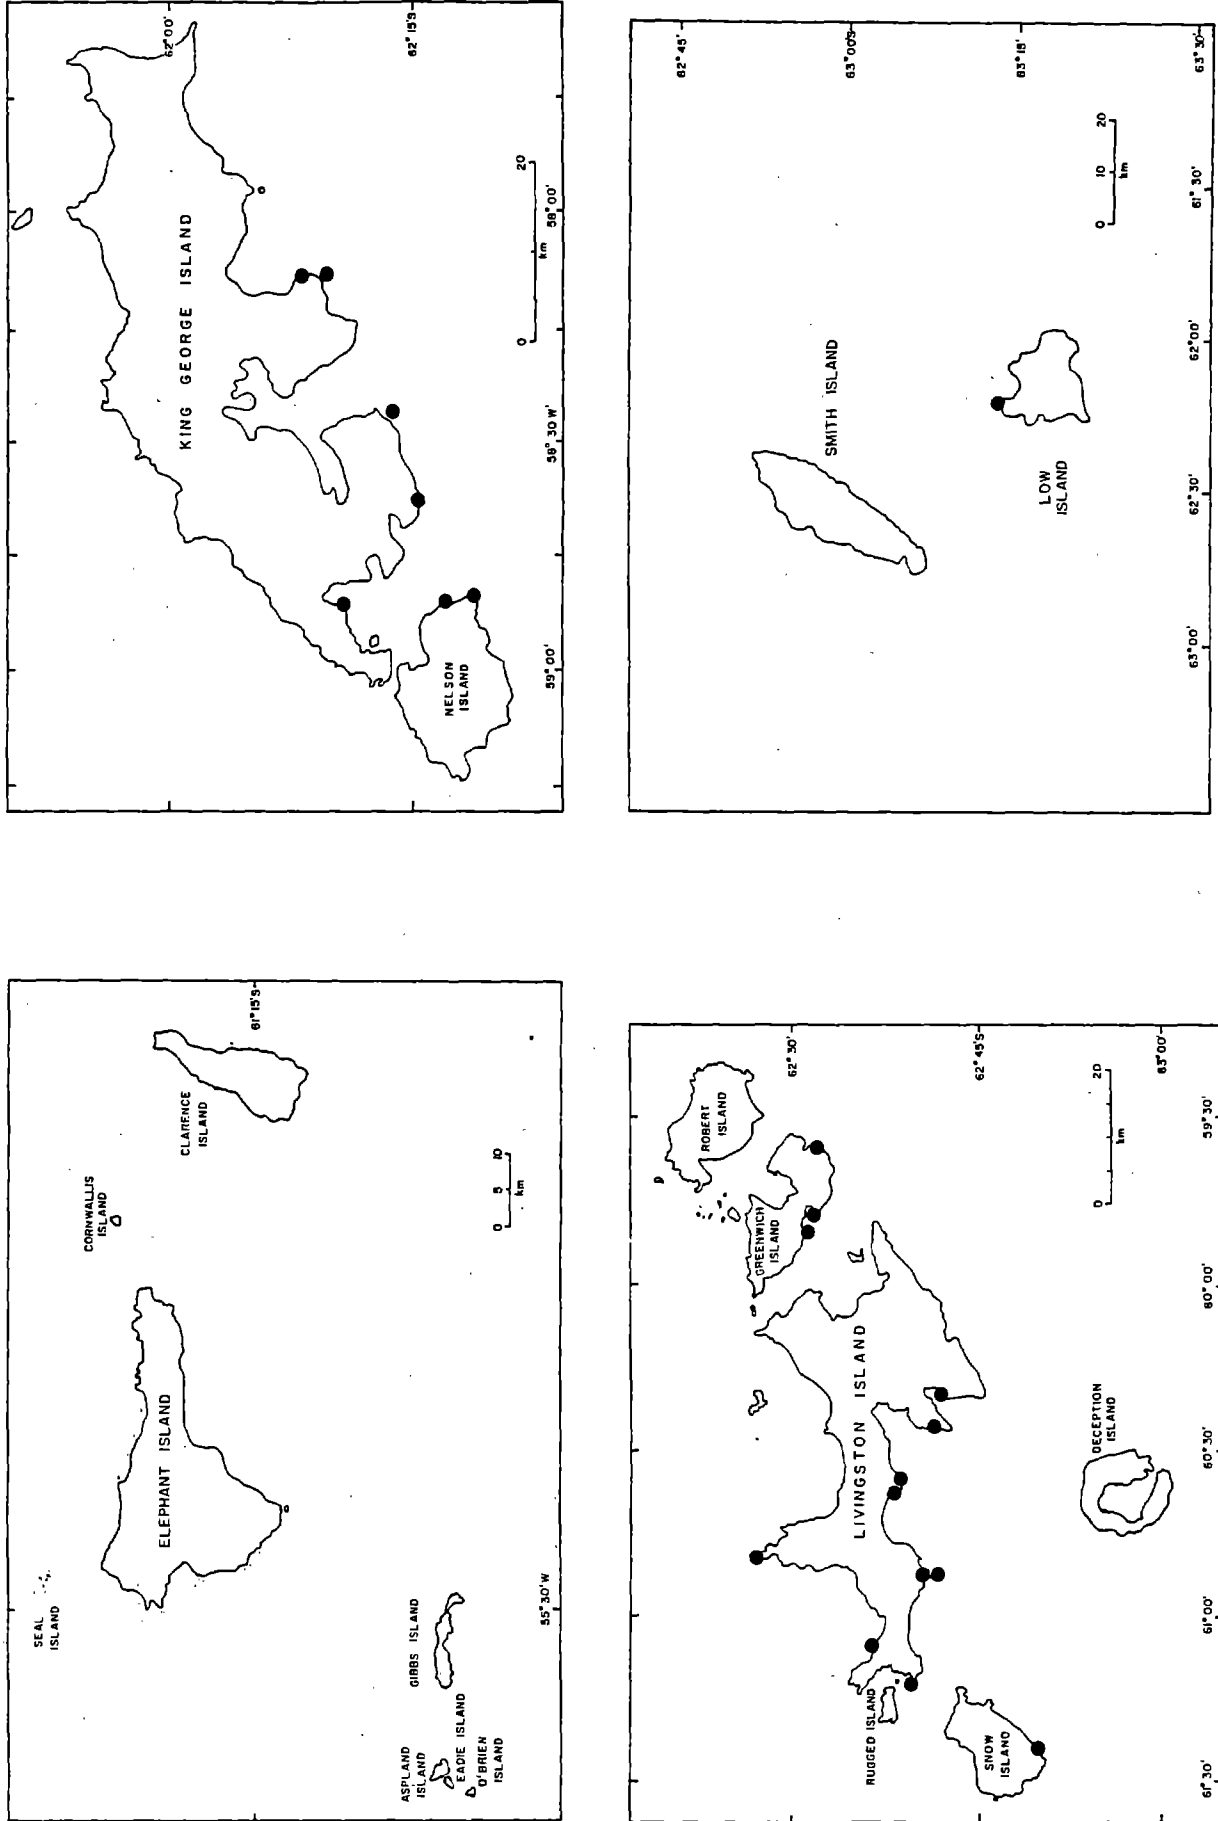 SEAL
ISLAND
ELEPHANT ISLAND
CORNWALLIS
ISLAND
CLARENCE
ISLAND
61°15'S
GIBBS ISLAND
ASPLAND
ISLAND
EADIE ISLAND
O'BRIEN
ISLAND
0 5 10
km
55°30'W
62°00'
KING GEORGE ISLAND
62°15'S
NELSON
ISLAND
0 20
km
59°00'
58°30'W
58°00'
ROBERT
ISLAND
GREENWICH
ISLAND
62°30'
LIVINGSTON ISLAND
62°45'S
RUGGED ISLAND
SNOW
ISLAND
DECEPTION
ISLAND
0 20
km
63°00'
61°30'
61°00'
60°30'
60°00'
59°30'
62°45'
SMITH ISLAND
63°00'S
LOW
ISLAND
63°15'
0 10 20
km
63°30'
63°00'
62°30'
62°00'
61°30'